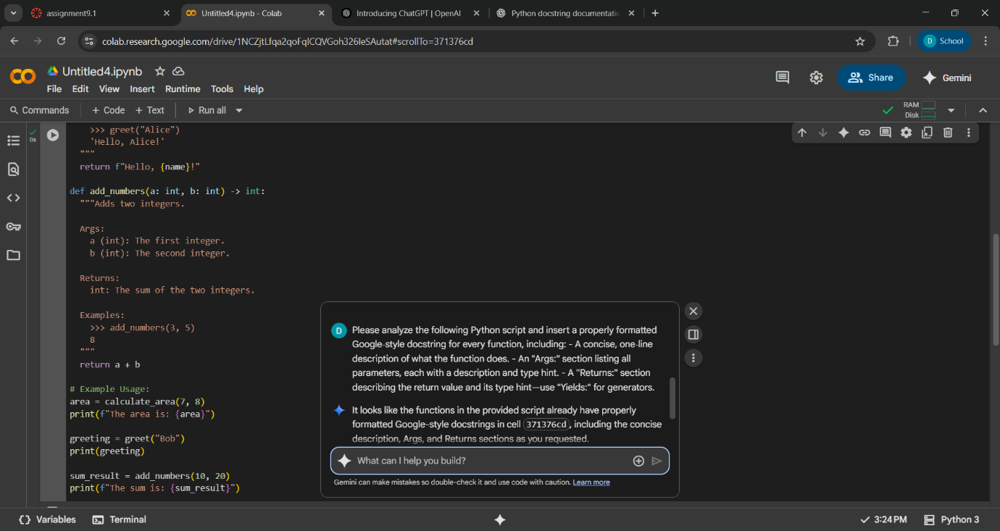 assignment9.1
Untitled4.ipynb - Colab
Introducing ChatGPT | OpenAI
Python docstring documentatio
colab.research.google.com/drive/1NCZjtLfqa2qoFqlCQVGoh326IeSAutat#scrollTo=371376cd
D School
Untitled4.ipynb
File Edit View Insert Runtime Tools Help
Share
Gemini
Commands
+ Code + Text
Run all
RAM
Disk
0s
>>> greet("Alice")
'Hello, Alice!'
"""
return f"Hello, {name}!"
def add_numbers(a: int, b: int) -> int:
"""Adds two integers.
Args:
a (int): The first integer.
b (int): The second integer.
Returns:
int: The sum of the two integers.
Examples:
>>> add_numbers(3, 5)
8
"""
return a + b
# Example Usage:
area = calculate_area(7, 8)
print(f"The area is: {area}")
greeting = greet("Bob")
print(greeting)
sum_result = add_numbers(10, 20)
print(f"The sum is: {sum_result}")
D
Please analyze the following Python script and insert a properly formatted
Google-style docstring for every function, including: - A concise, one-line
description of what the function does. - An "Args:" section listing all
parameters, each with a description and type hint. - A "Returns:" section
describing the return value and its type hint—use "Yields:" for generators.
It looks like the functions in the provided script already have properly
formatted Google-style docstrings in cell 371376cd, including the concise
description, Args, and Returns sections as you requested.
What can I help you build?
Gemini can make mistakes so double-check it and use code with caution. Learn more
Variables
Terminal
3:24 PM
Python 3